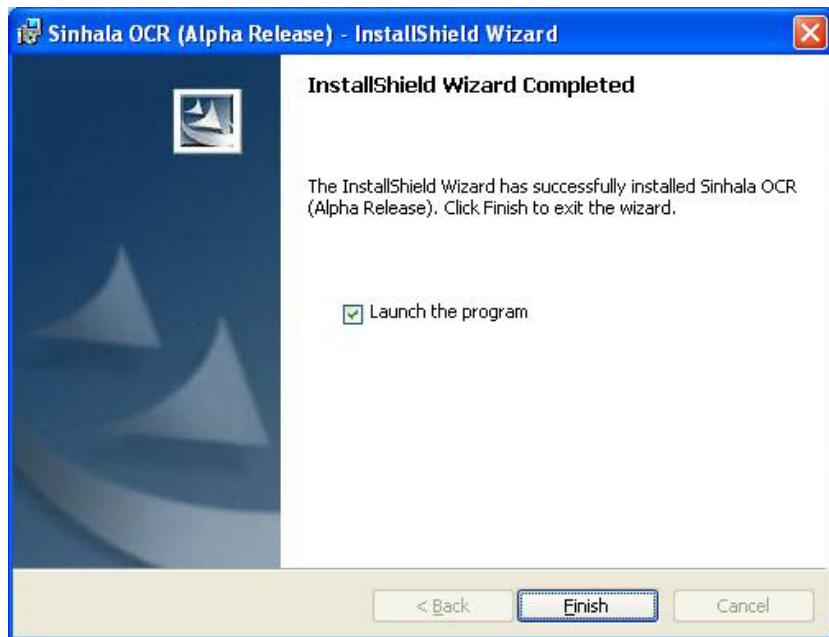 Sinhala OCR (Alpha Release) - InstallShield Wizard
InstallShield Wizard Completed
The InstallShield Wizard has successfully installed Sinhala OCR
(Alpha Release). Click Finish to exit the wizard.
Launch the program
< Back
Finish
Cancel